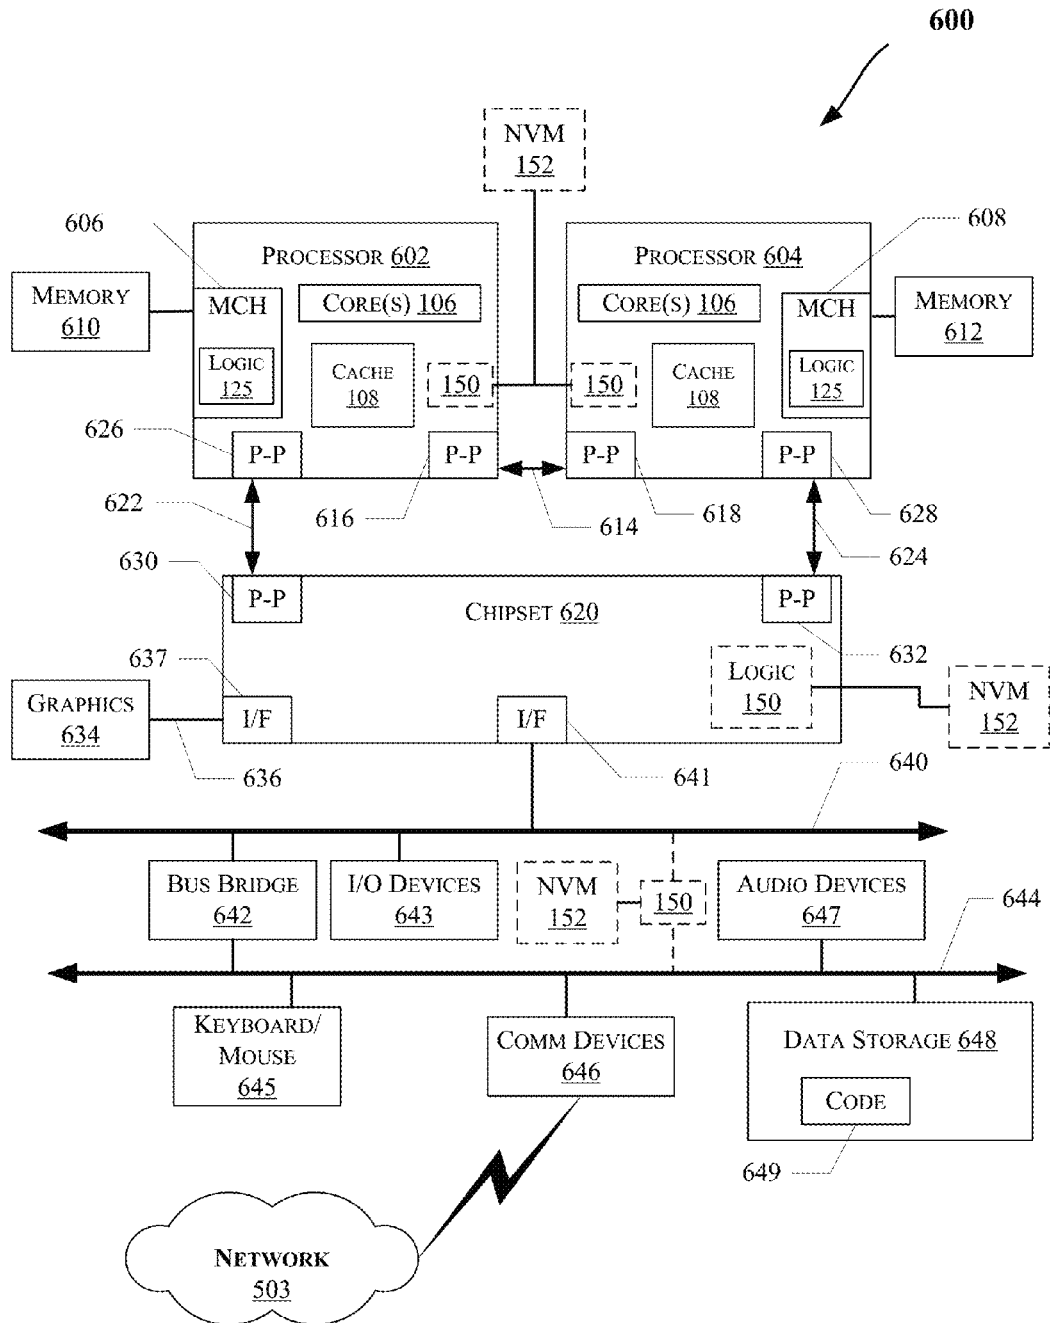 600
NVM
152
606
608
PROCESSOR 602
PROCESSOR 604
MEMORY
610
MCH
CORE(S) 106
CORE(S) 106
MCH
MEMORY
612
LOGIC
125
CACHE
108
150
150
CACHE
108
LOGIC
125
626
P-P
P-P
P-P
P-P
622
616
614
618
628
624
630
P-P
CHIPSET 620
P-P
637
632
LOGIC
150
NVM
152
GRAPHICS
634
I/F
I/F
636
641
640
BUS BRIDGE
642
I/O DEVICES
643
NVM
152
150
AUDIO DEVICES
647
644
KEYBOARD/
MOUSE
645
COMM DEVICES
646
DATA STORAGE 648
CODE
649
NETWORK
503